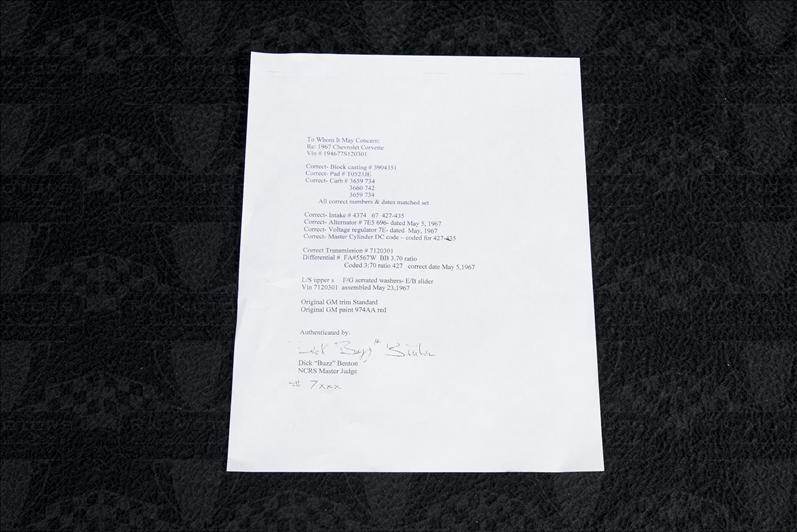 To Whom It May Concern:
Re: 1967 Chevrolet Corvette
Vin # 194677S120301
Correct- Block casting # 3904351
Correct- Pad # T0523JE
Correct- Carb # 3659 734
3660 742
3659 734
All correct numbers & dates matched set
Correct- Intake # 4374 67 427-435
Correct- Alternator # 7E5 696- dated May 5, 1967
Correct- Voltage regulator 7E- dated May, 1967
Correct- Master Cylinder DC code – coded for 427-435
Correct Transmission # 7120301
Differential # FA#5567W BB 3.70 ratio
Coded 3:70 ratio 427 correct date May 5,1967
L/S upper s F/G serrated washers- E/B slider
Vin 7120301 assembled May 23,1967
Original GM trim Standard
Original GM paint 974AA red
Authenticated by:
Dick "Buzz" Benton
Dick "Buzz" Benton
NCRS Master Judge
# 7xxx